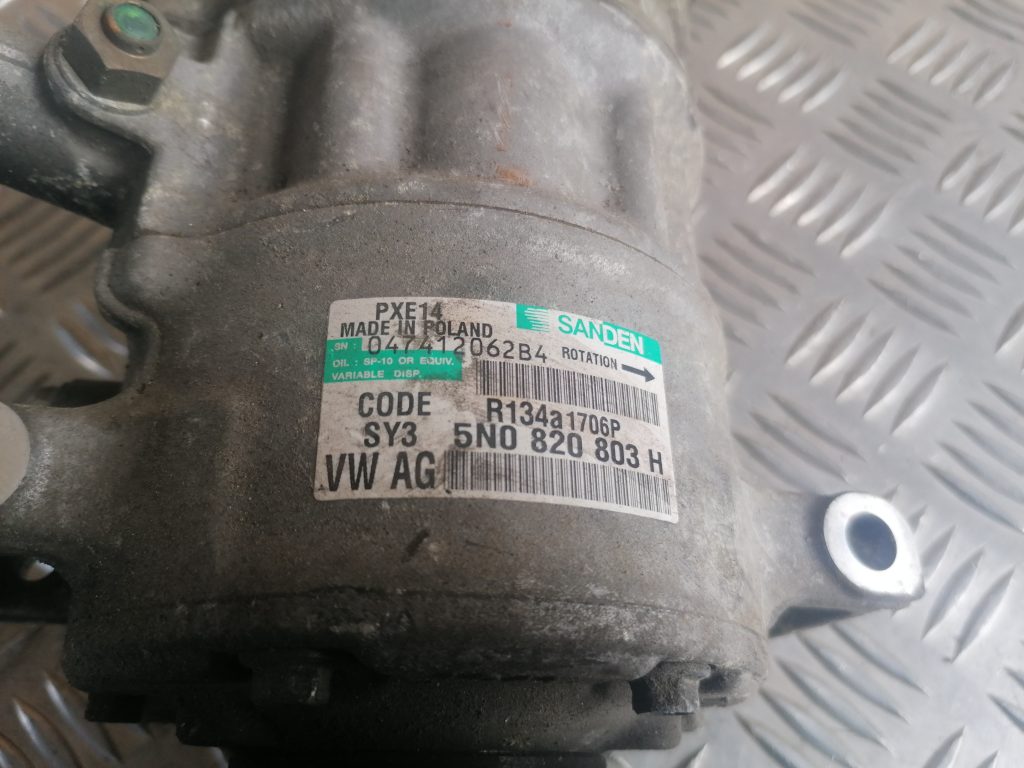 PXE14
SANDEN
MADE IN POLAND
SN : 047412062B4
ROTATION
OIL : SP-10 OR EQUIV.
VARIABLE DISP.
CODE R134a1706P
SY3 5N0 820 803 H
VW AG